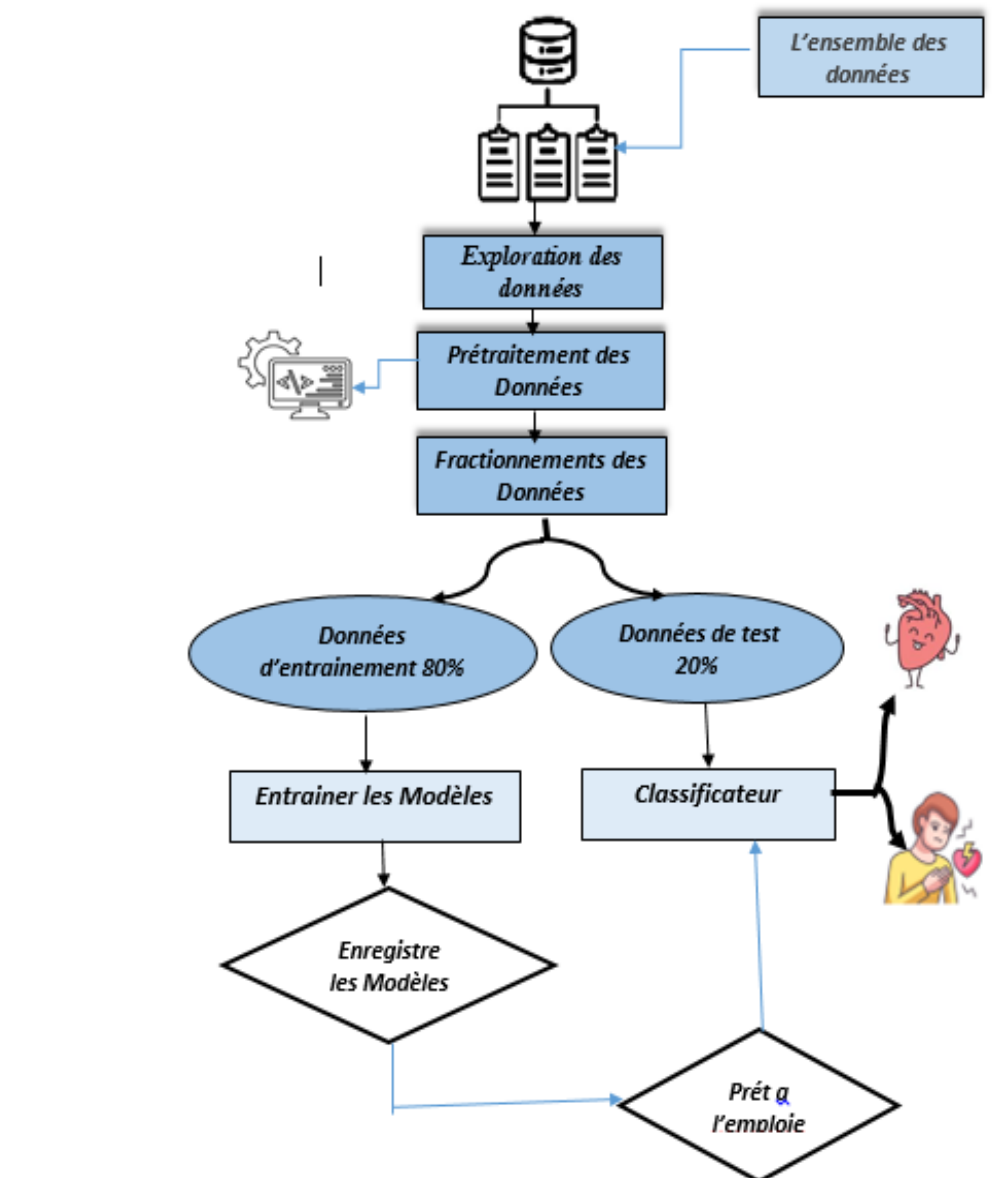 L'ensemble des
données
Exploration des
données
Prétraitement des
Données
Fractionnements des
Données
Données
d'entrainement 80%
Données de test
20%
Entrainer les Modèles
Classificateur
Enregistre
les Modèles
Prét a
l'emploie